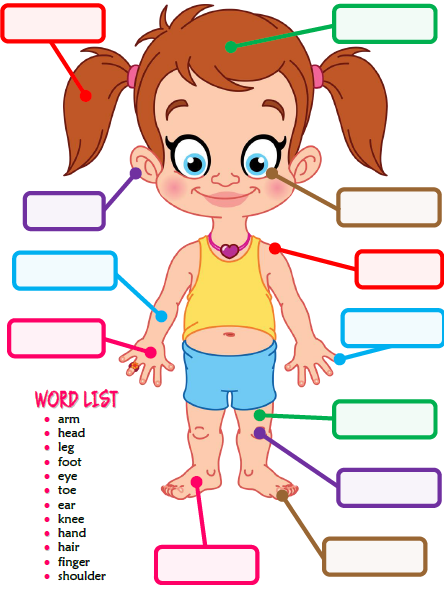 WORD LIST
arm
head
leg
foot
eye
toe
ear
knee
hand
hair
finger
shoulder